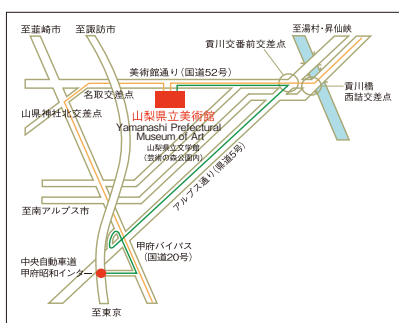 至韮崎市
至諏訪市
至湯村・昇仙峡
貢川交番前交差点
美術館通り(国道52号)
名取交差点
貢川橋
西詰交差点
山県神社北交差点
山梨県立美術館
Yamanashi Prefectural
Museum of Art
山梨県立文学館
(芸術の森公園内)
アルプス通り(県道5号)
至南アルプス市
甲府バイパス
(国道20号)
中央自動車道
甲府昭和インター
至東京